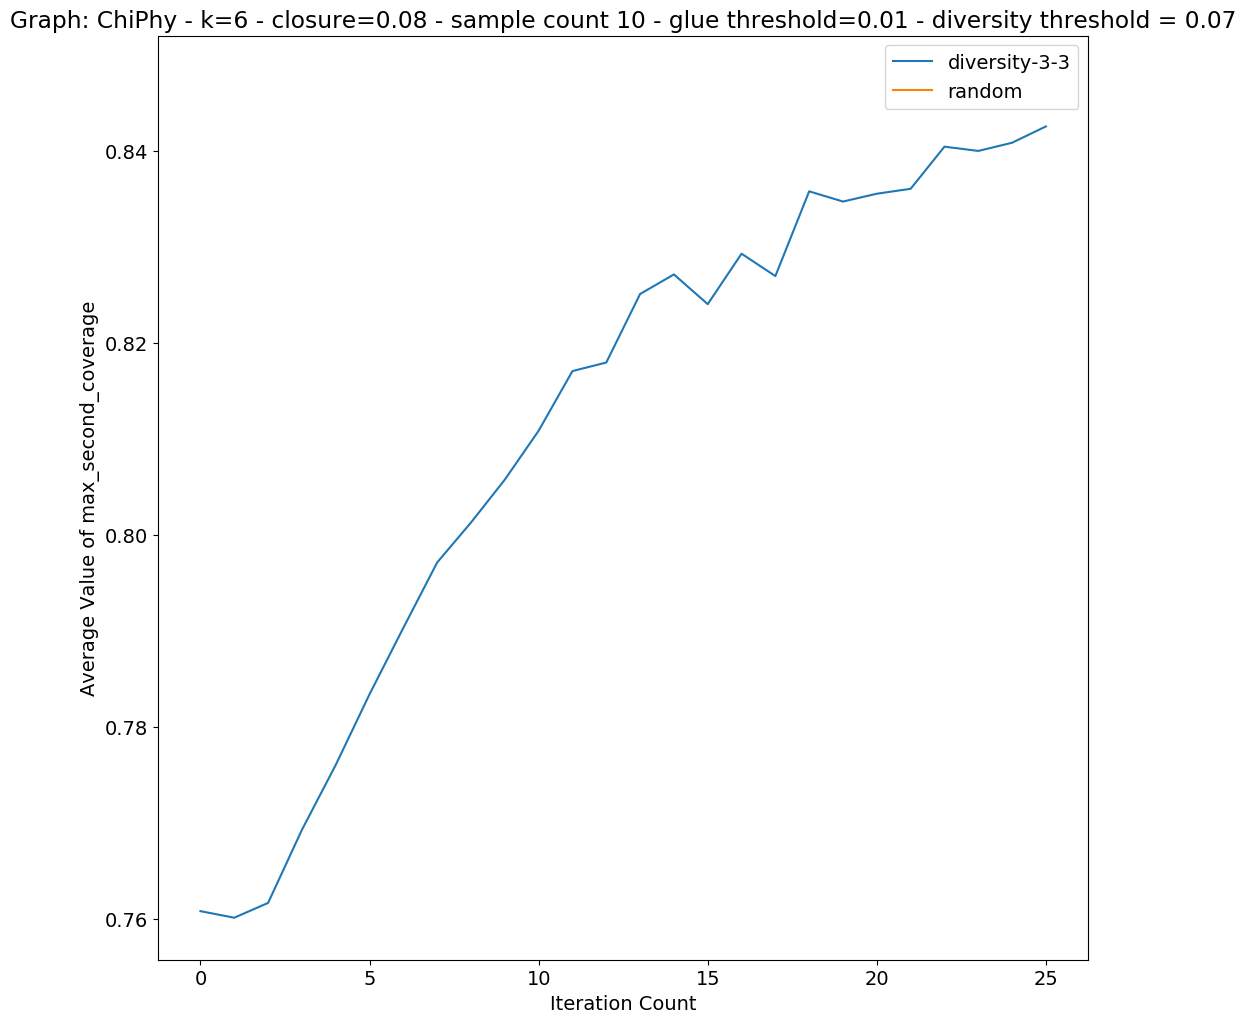 Graph: ChiPhy - k=6 - closure=0.08 - sample count 10 - glue threshold=0.01 - diversity threshold = 0.07
diversity-3-3
random
0.84
0.82
0.80
0.78
0.76
Average Value of max_second_coverage
0 5 10 15 20 25
Iteration Count